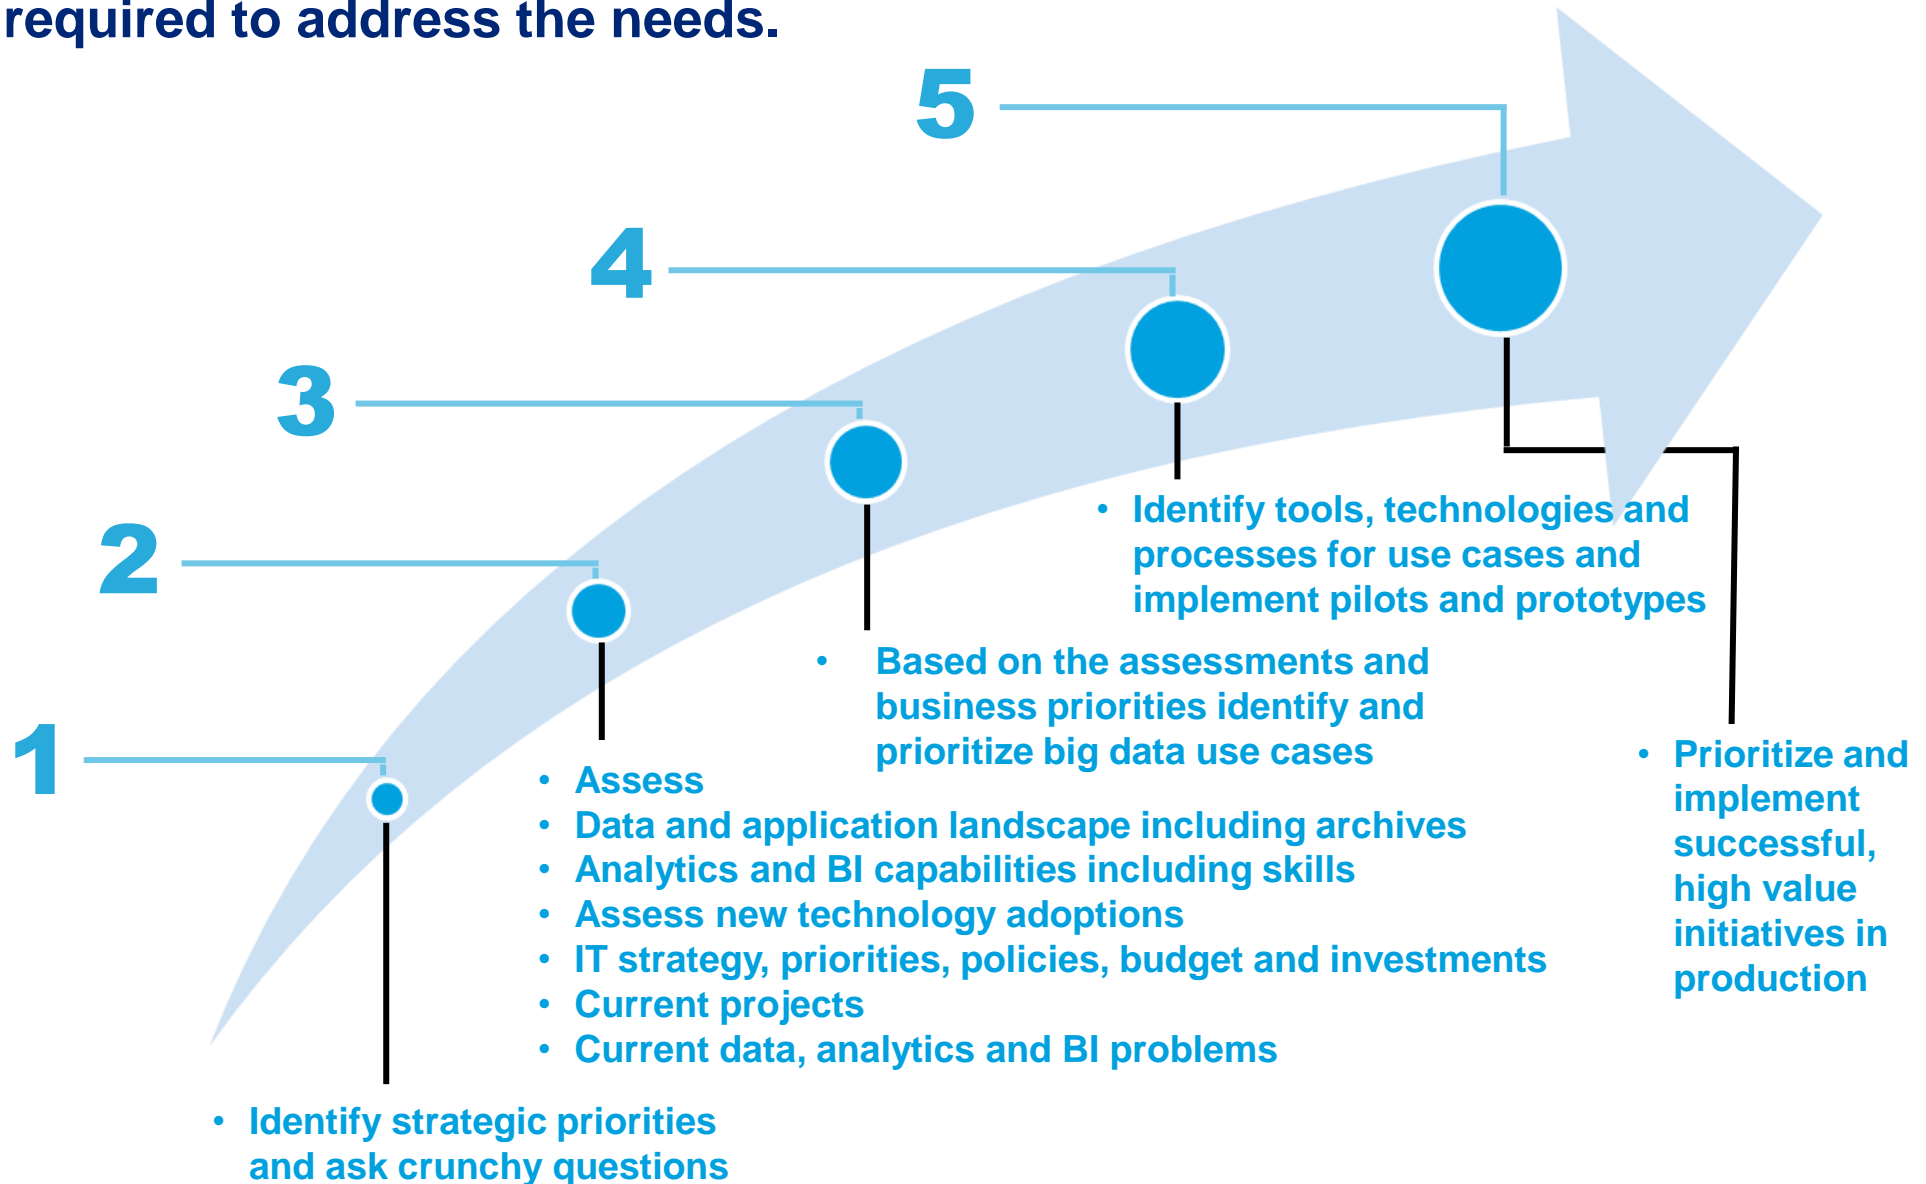 required to address the needs.
5
4
3
2
1
• Identify tools, technologies and
processes for use cases and
implement pilots and prototypes
• Based on the assessments and
business priorities identify and
prioritize big data use cases
• Prioritize and
implement
successful,
high value
initiatives in
production
• Assess
• Data and application landscape including archives
• Analytics and BI capabilities including skills
• Assess new technology adoptions
• IT strategy, priorities, policies, budget and investments
• Current projects
• Current data, analytics and BI problems
• Identify strategic priorities
and ask crunchy questions